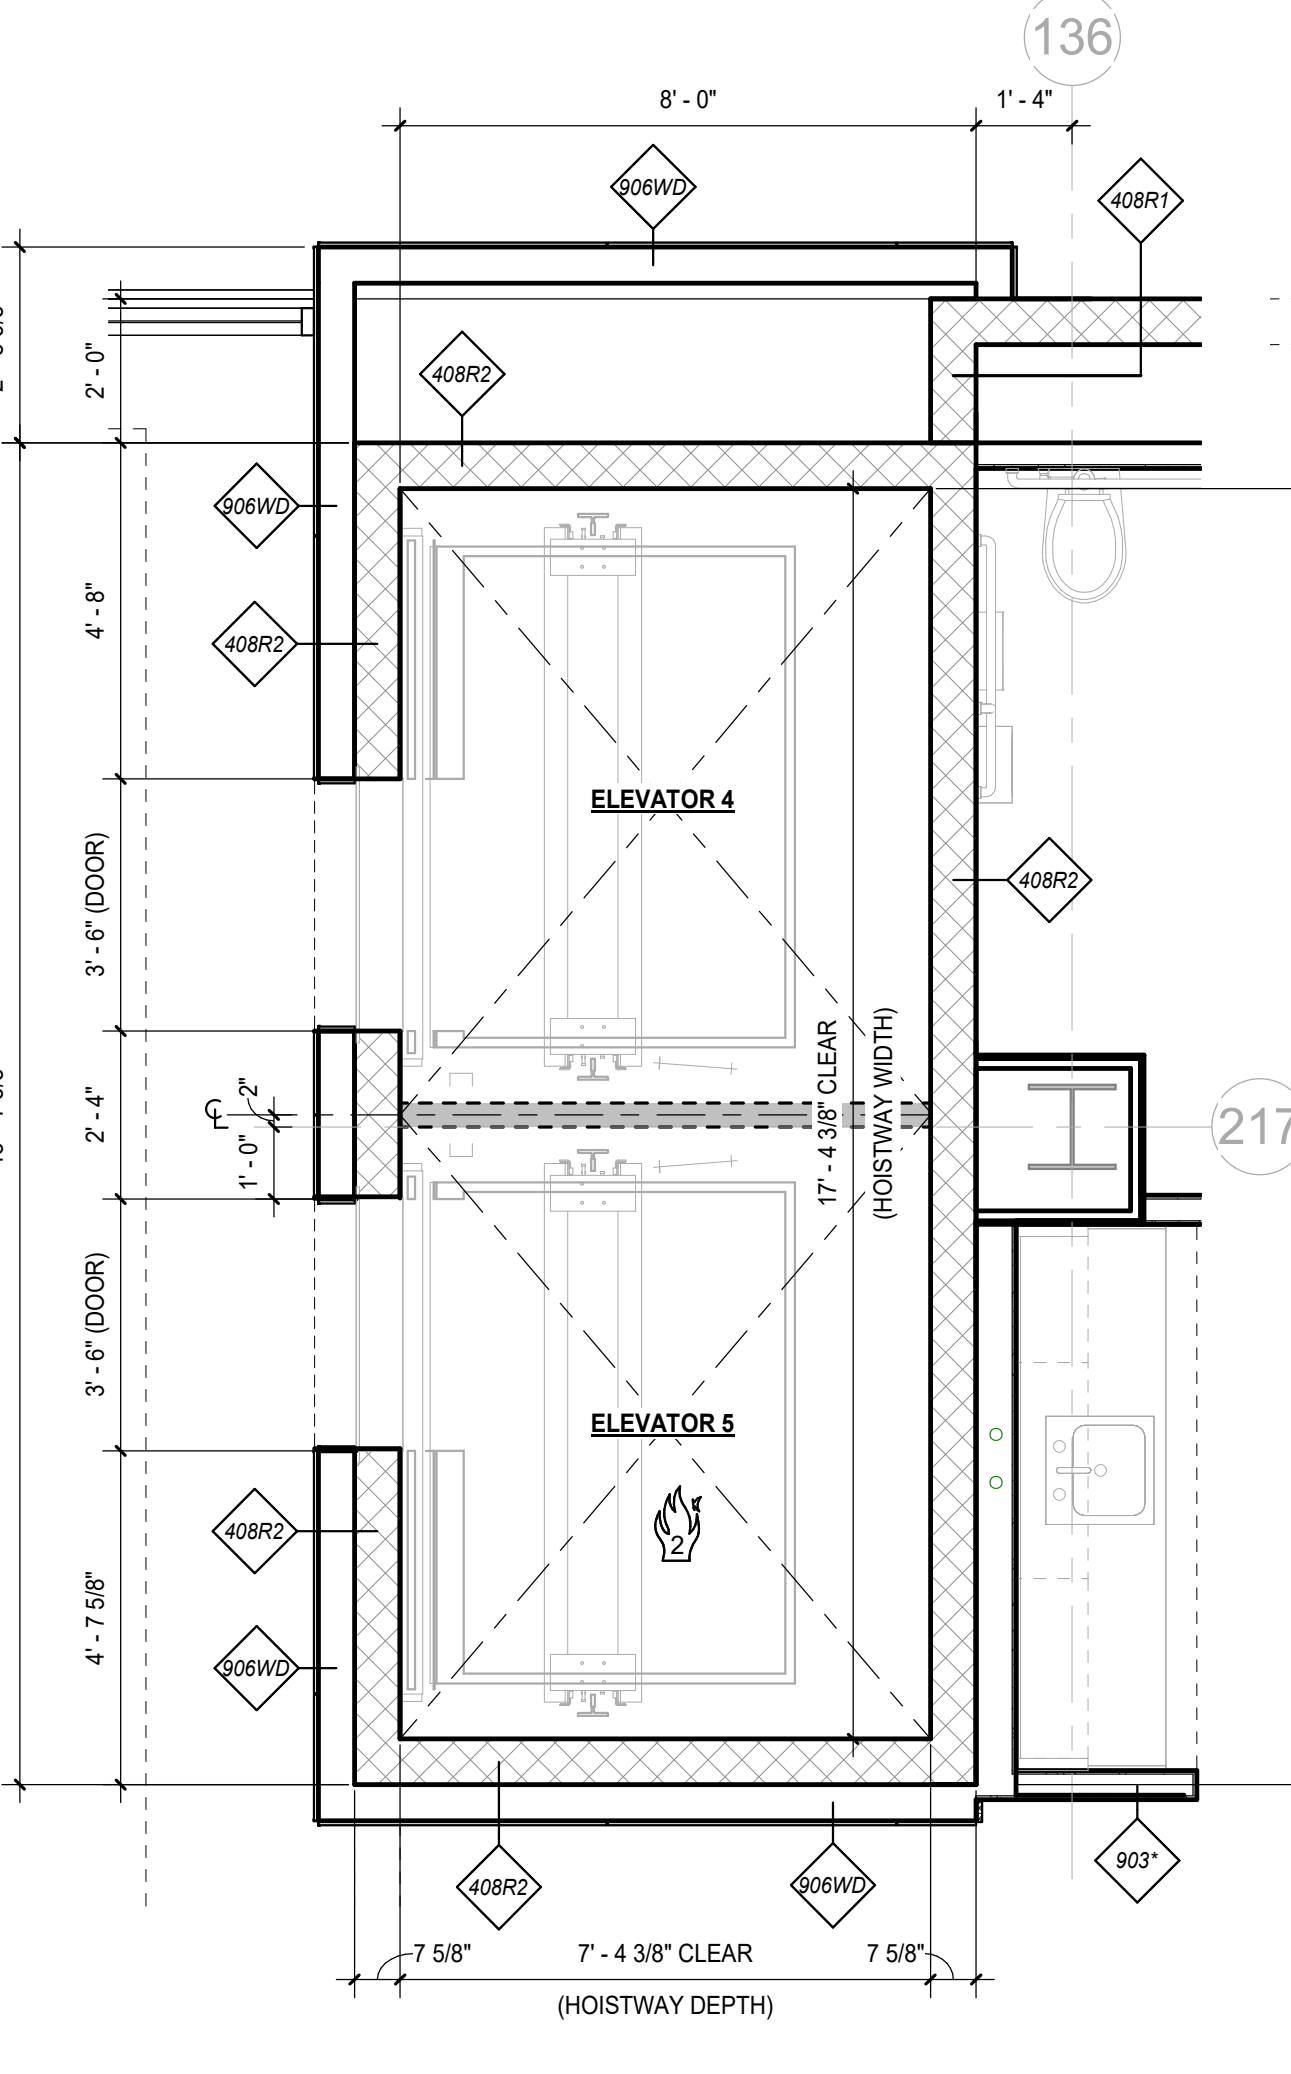 136
8' - 0"
1' - 4"
906WD
408R1
2' - 0"
408R2
906WD
4' - 8"
408R2
ELEVATOR 4
3' - 6" (DOOR)
408R2
17' - 4 3/8" CLEAR
(HOISTWAY WIDTH)
2' - 4"
℄
2"
1' - 0"
217
3' - 6" (DOOR)
ELEVATOR 5
2
408R2
4' - 7 5/8"
906WD
408R2
906WD
903*
7 5/8"
7' - 4 3/8" CLEAR
7 5/8"
(HOISTWAY DEPTH)